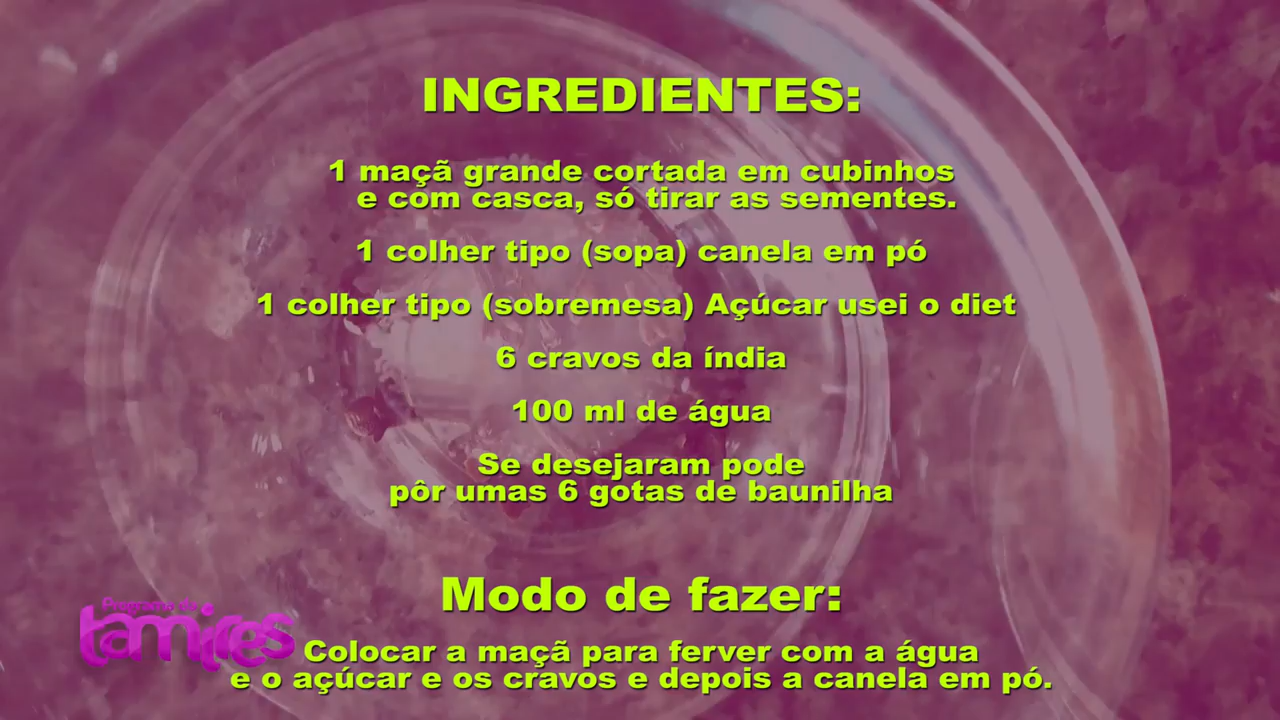 INGREDIENTES:
1 maçã grande cortada em cubinhos
e com casca, só tirar as sementes.
1 colher tipo (sopa) canela em pó
1 colher tipo (sobremesa) Açúcar usei o diet
6 cravos da índia
100 ml de água
Se desejaram pode
pôr umas 6 gotas de baunilha
Modo de fazer:
Programa do
tamires
Colocar a maçã para ferver com a água
e o açúcar e os cravos e depois a canela em pó.